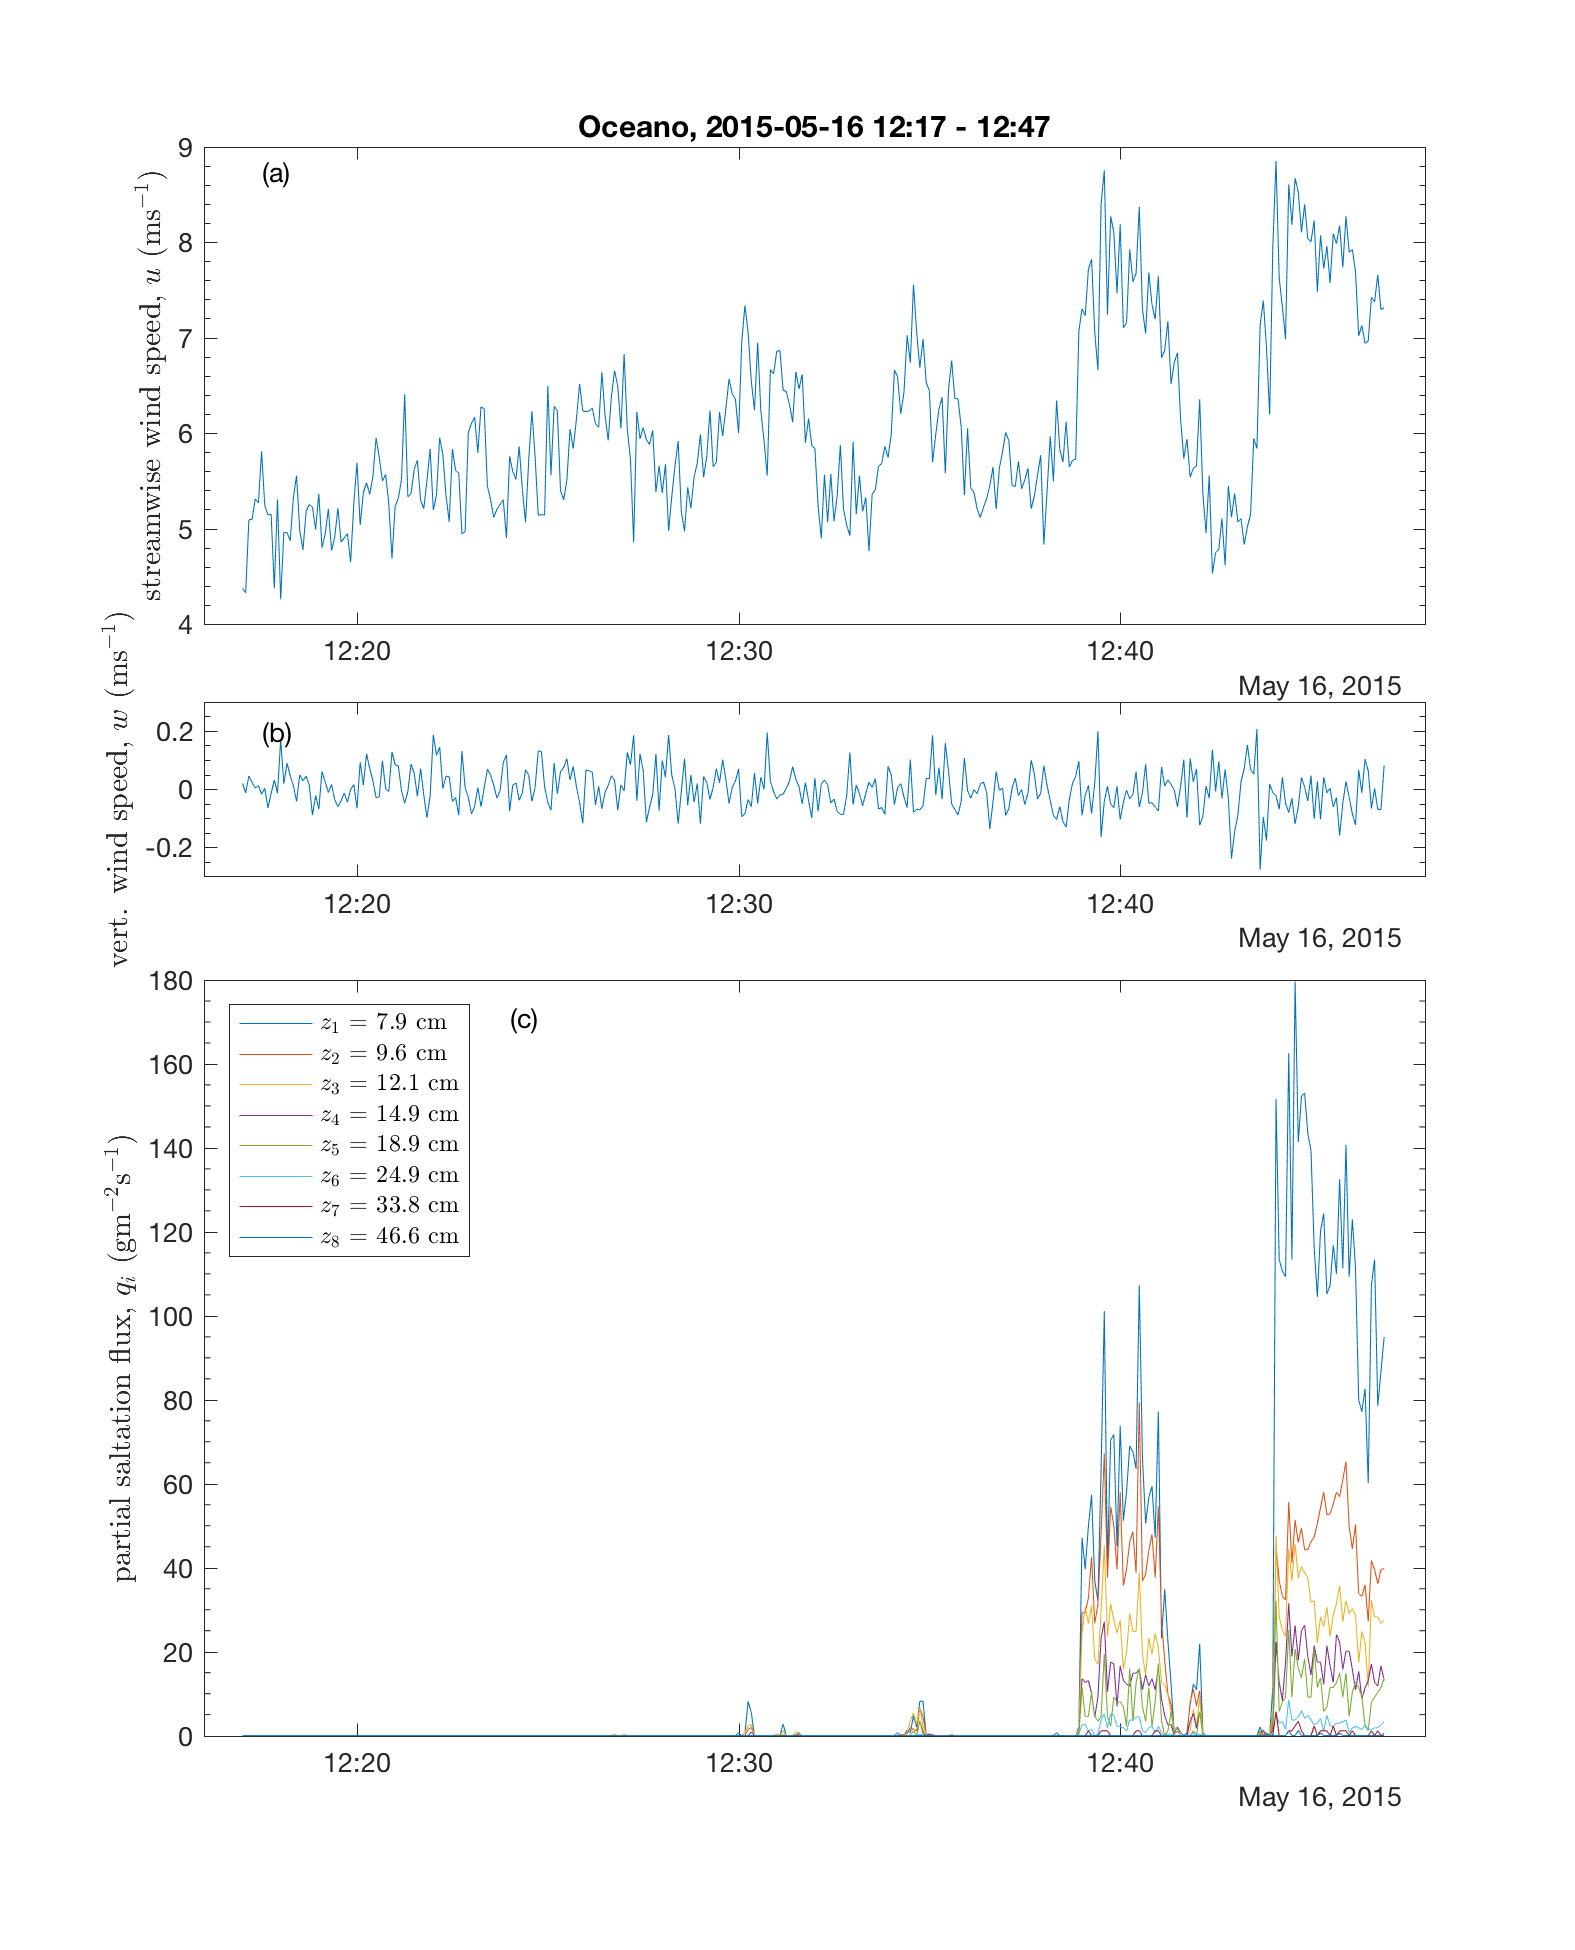 Oceano, 2015-05-16 12:17 - 12:47
(a)
streamwise wind speed, u (ms⁻¹)
9
8
7
6
5
4
12:20 12:30 12:40
May 16, 2015
(b)
vert. wind speed, w (ms⁻¹)
0.2
0
-0.2
12:20 12:30 12:40
May 16, 2015
(c)
partial saltation flux, qᵢ (gm⁻²s⁻¹)
180
160
140
120
100
80
60
40
20
0
z₁ = 7.9 cm
z₂ = 9.6 cm
z₃ = 12.1 cm
z₄ = 14.9 cm
z₅ = 18.9 cm
z₆ = 24.9 cm
z₇ = 33.8 cm
z₈ = 46.6 cm
12:20 12:30 12:40
May 16, 2015